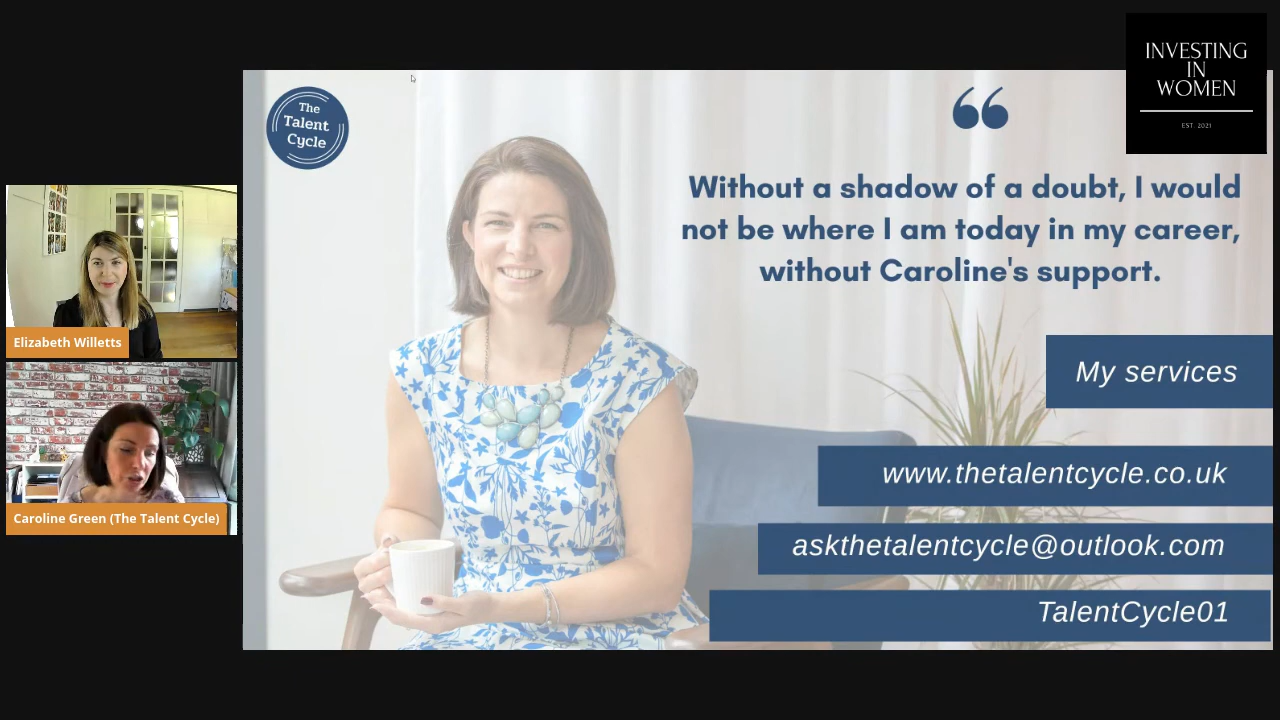 INVESTING
IN
WOMEN
EST. 2021
The
Talent
Cycle
“
Without a shadow of a doubt, I would
not be where I am today in my career,
without Caroline's support.
My services
www.thetalentcycle.co.uk
askthetalentcycle@outlook.com
TalentCycle01
Elizabeth Willetts
Caroline Green (The Talent Cycle)